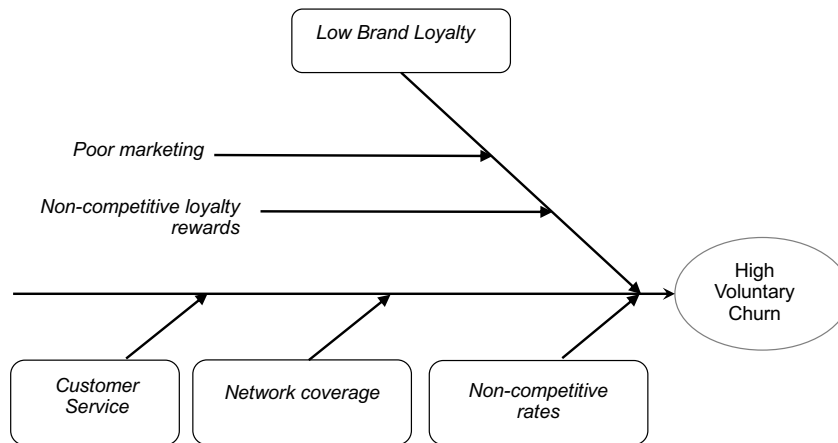 Low Brand Loyalty
Poor marketing
Non-competitive loyalty
rewards
High
Voluntary
Churn
Customer
Service
Network coverage
Non-competitive
rates